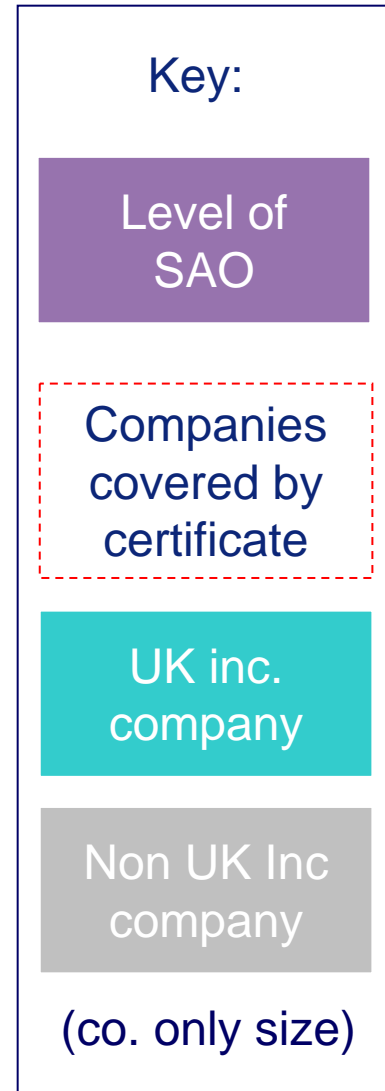 Key:
Level of
SAO
Companies
covered by
certificate
UK inc.
company
Non UK Inc
company
(co. only size)